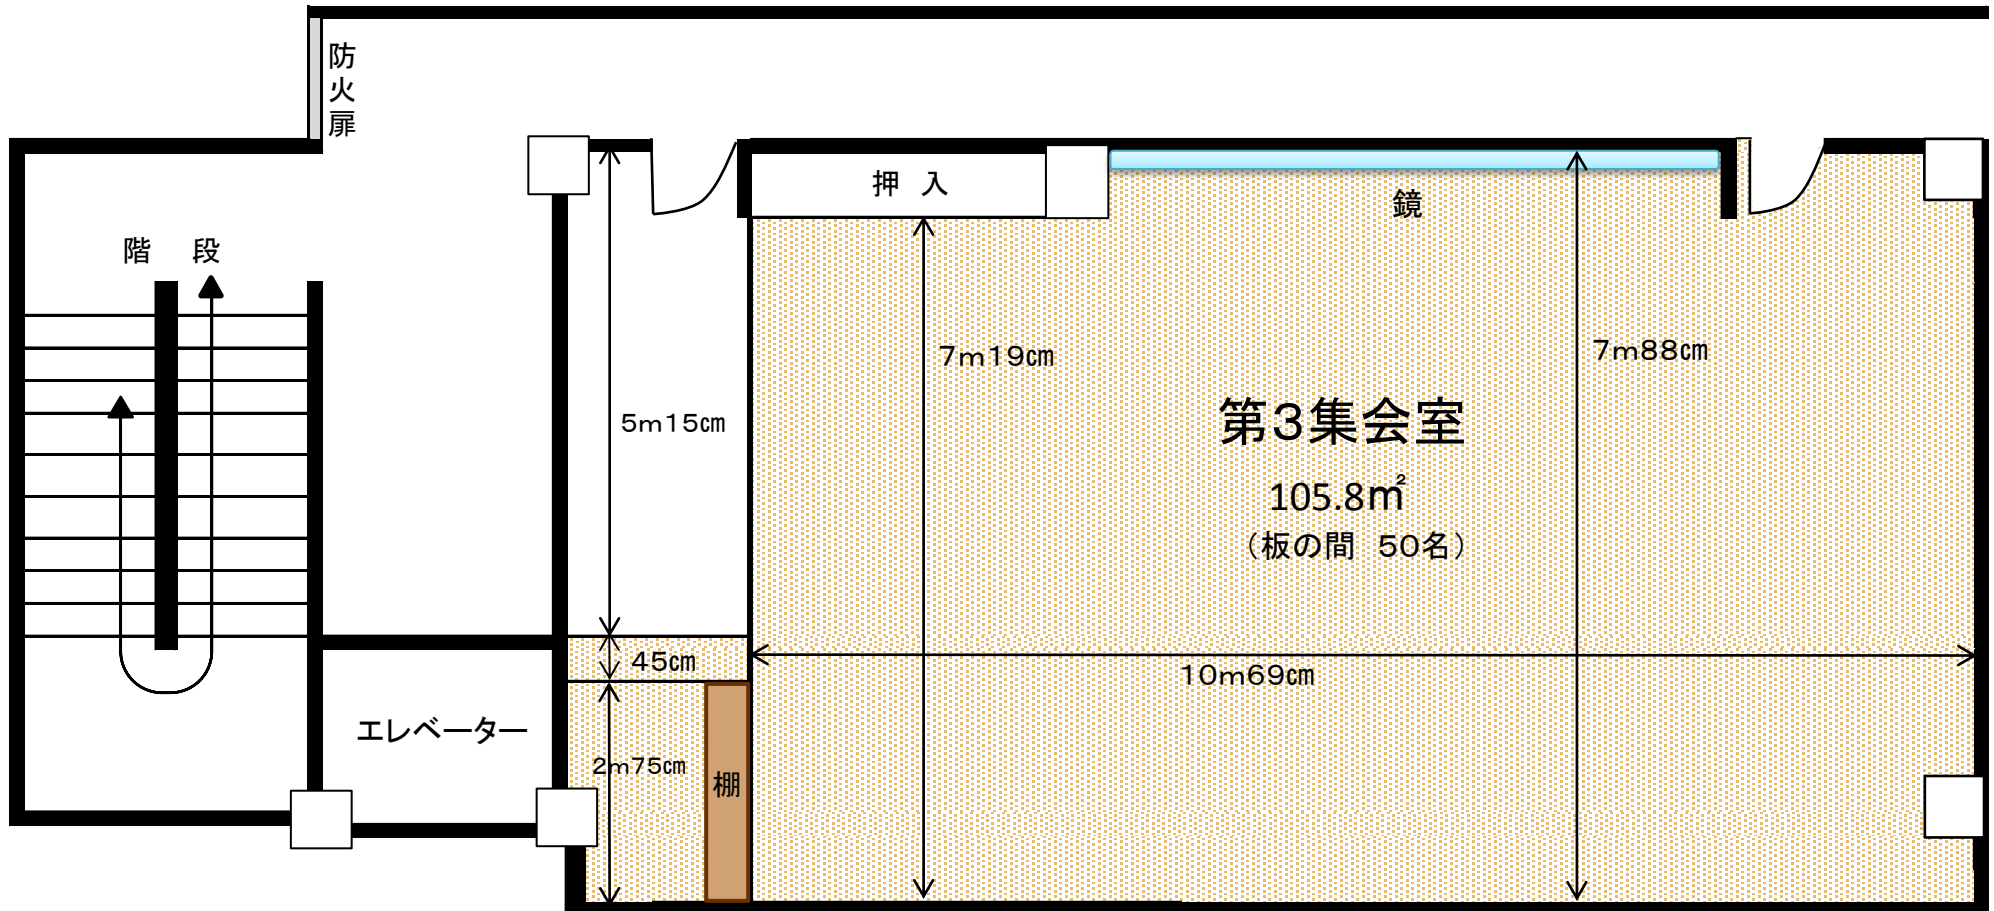 防火扉
押　入
鏡
階　段
7m19㎝
7m88㎝
5m15㎝
第3集会室
105.8㎡
（板の間　50名）
45㎝
10m69㎝
エレベーター
2m75㎝
棚